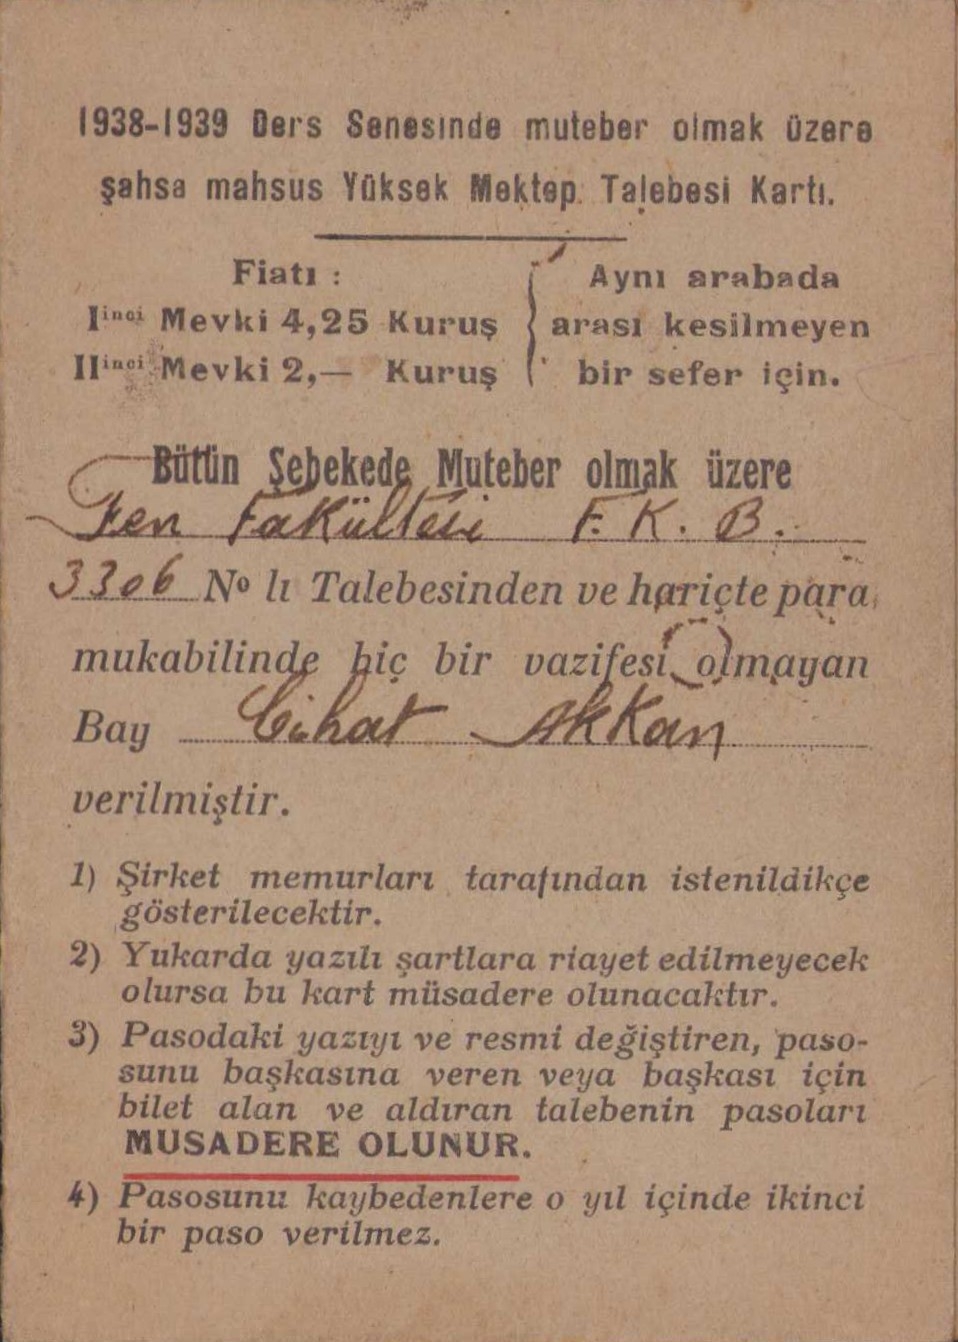 1938-1939 Ders Senesinde muteber olmak üzere
şahsa mahsus Yüksek Mektep Talebesi Kartı.
Fiatı :
Iinci Mevki 4,25 Kuruş
IIinci Mevki 2,— Kuruş
Aynı arabada
arası kesilmeyen
bir sefer için.
Bütün Şebekede Muteber olmak üzere
Fen Fakültesi F. K. B.
3306 No lı Talebesinden ve hariçte para
mukabilinde hiç bir vazifesi olmayan
Bay Cihat Akkan
verilmiştir.
1) Şirket memurları tarafından istenildikçe
gösterilecektir.
2) Yukarda yazılı şartlara riayet edilmeyecek
olursa bu kart müsadere olunacaktır.
3) Pasodaki yazıyı ve resmi değiştiren, paso-
sunu başkasına veren veya başkası için
bilet alan ve aldıran talebenin pasoları
MUSADERE OLUNUR.
4) Pasosunu kaybedenlere o yıl içinde ikinci
bir paso verilmez.